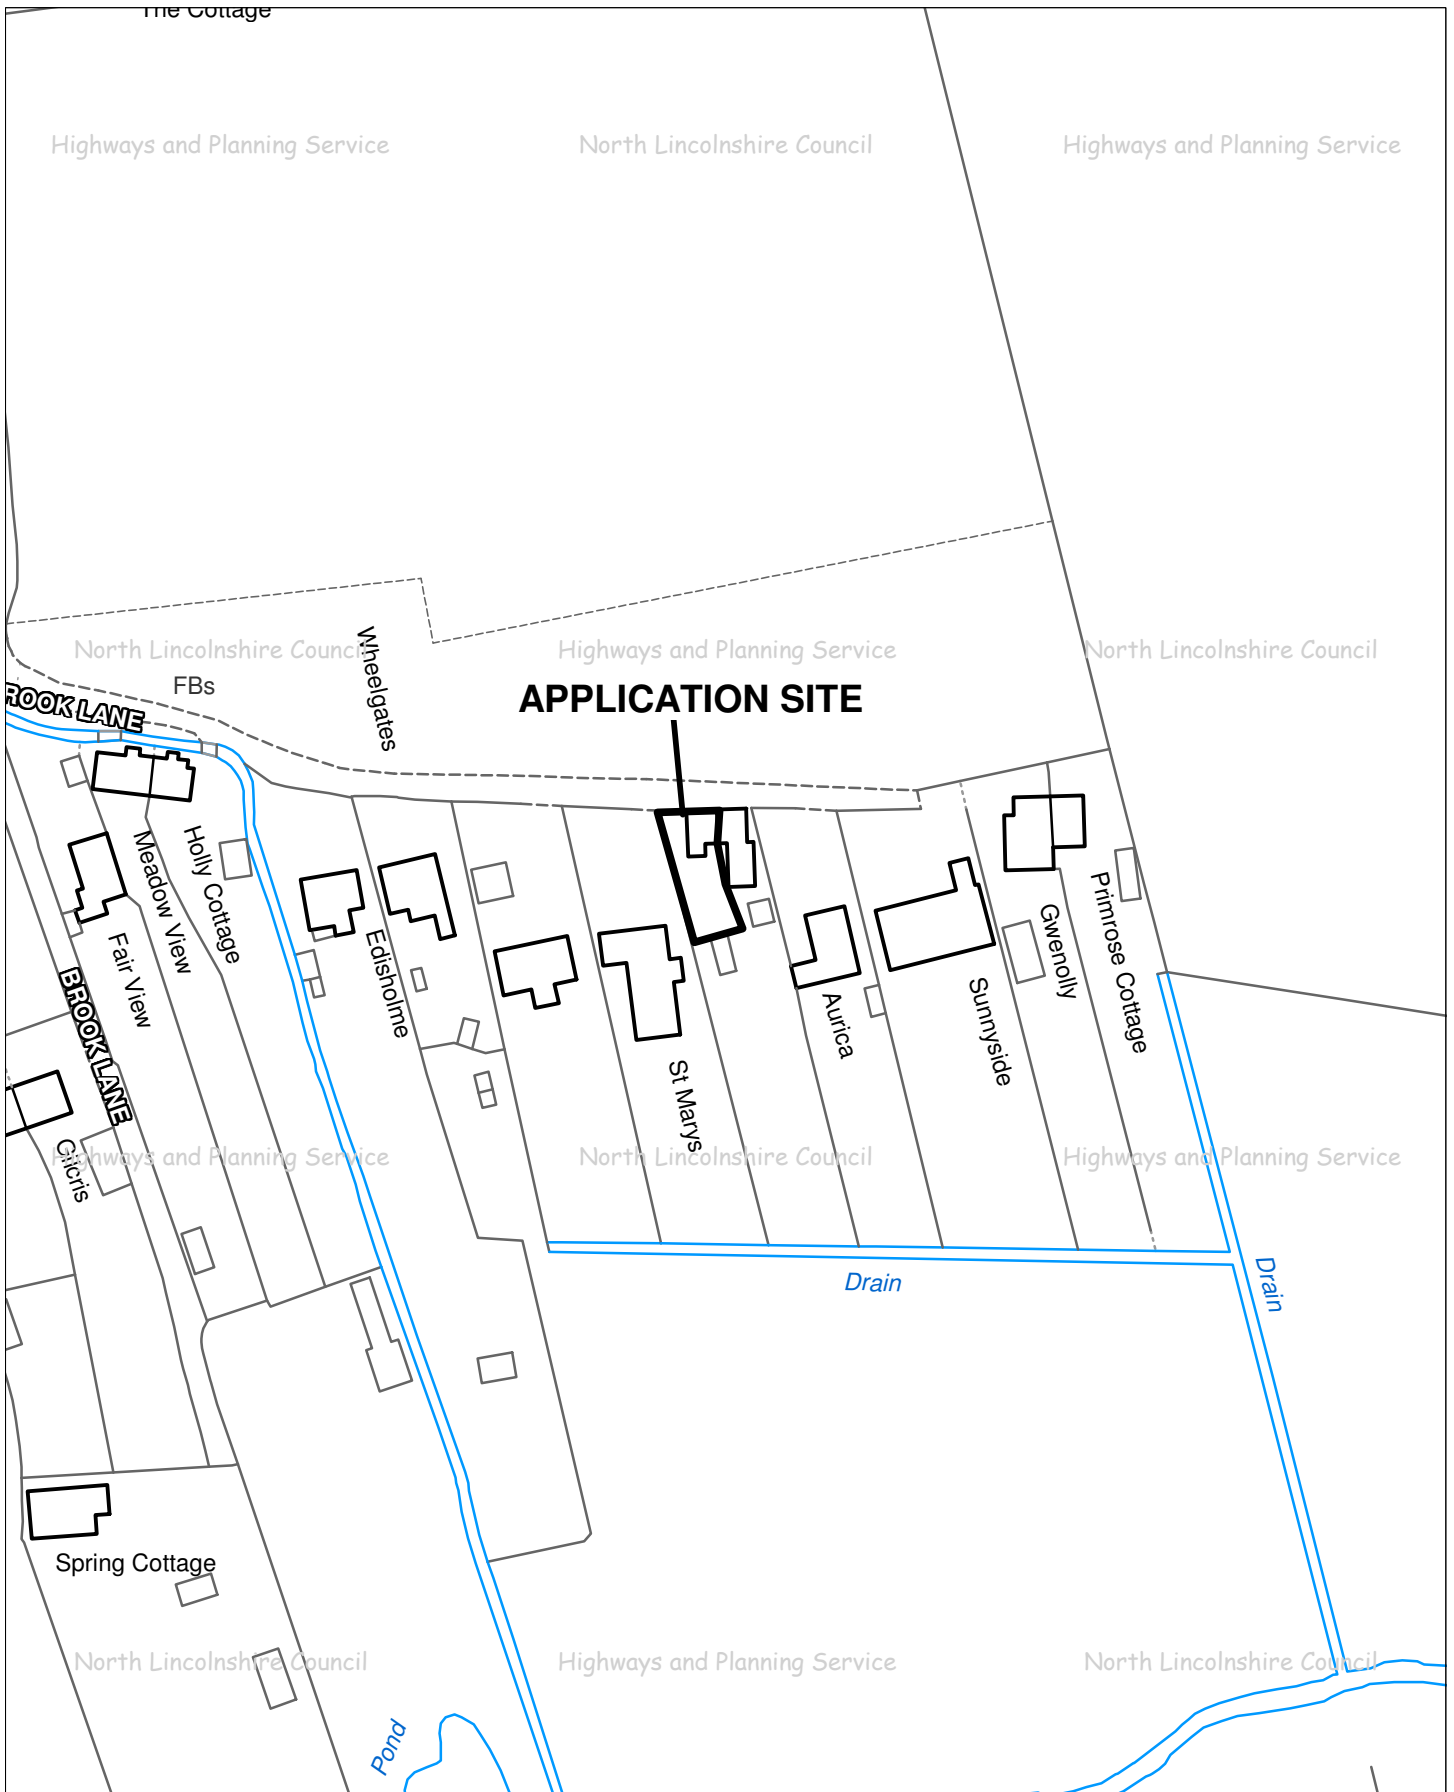 The Cottage
Highways and Planning Service
North Lincolnshire Council
Highways and Planning Service
North Lincolnshire Council
Highways and Planning Service
North Lincolnshire Council
Wheelgates
FBs
APPLICATION SITE
ROOK LANE
Holly Cottage
Meadow View
Fair View
BROOK LANE
Edisholme
St Marys
Aurica
Sunnyside
Gwenolly
Primrose Cottage
Highways and Planning Service
North Lincolnshire Council
Highways and Planning Service
Drain
Drain
Spring Cottage
North Lincolnshire Council
Highways and Planning Service
North Lincolnshire Council
Pond